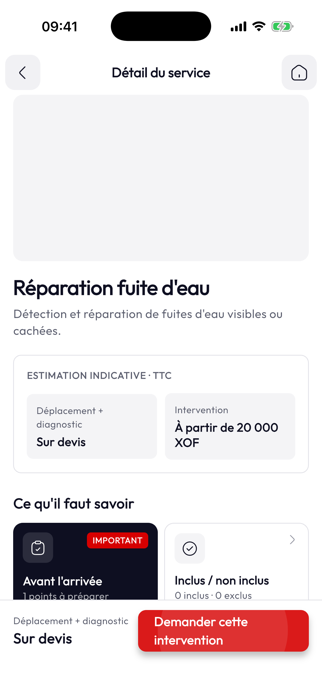 09:41
Détail du service
Réparation fuite d'eau
Détection et réparation de fuites d'eau visibles ou
cachées.
ESTIMATION INDICATIVE · TTC
Déplacement +
diagnostic
Sur devis
Intervention
À partir de 20 000
XOF
Ce qu'il faut savoir
IMPORTANT
Avant l'arrivée
1 points à préparer
Inclus / non inclus
0 inclus · 0 exclus
Déplacement + diagnostic
Sur devis
Demander cette
intervention